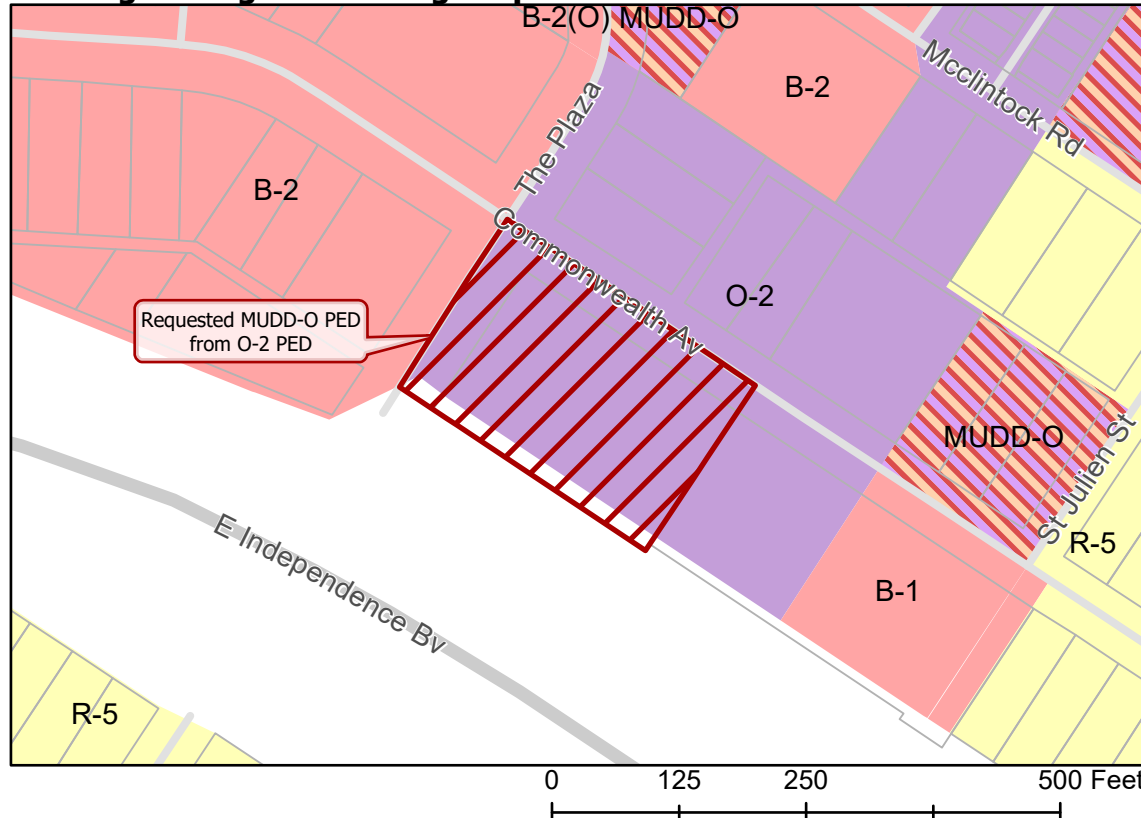 B-2(O) MUDD-O
B-2
Mcclintock Rd
The Plaza
B-2
Commonwealth Av
O-2
Requested MUDD-O PED
from O-2 PED
MUDD-O
St Julien St
R-5
E Independence Bv
B-1
R-5
0 125 250 500 Feet